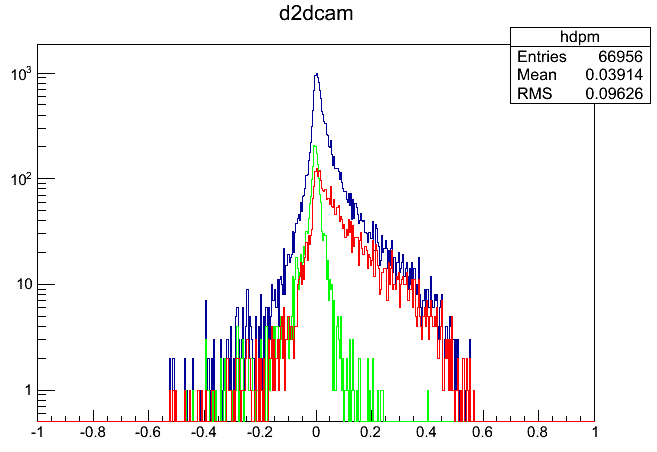 d2dcam
hdpm
Entries 66956
Mean 0.03914
RMS 0.09626
10³
10²
10
1
-1 -0.8 -0.6 -0.4 -0.2 0 0.2 0.4 0.6 0.8 1